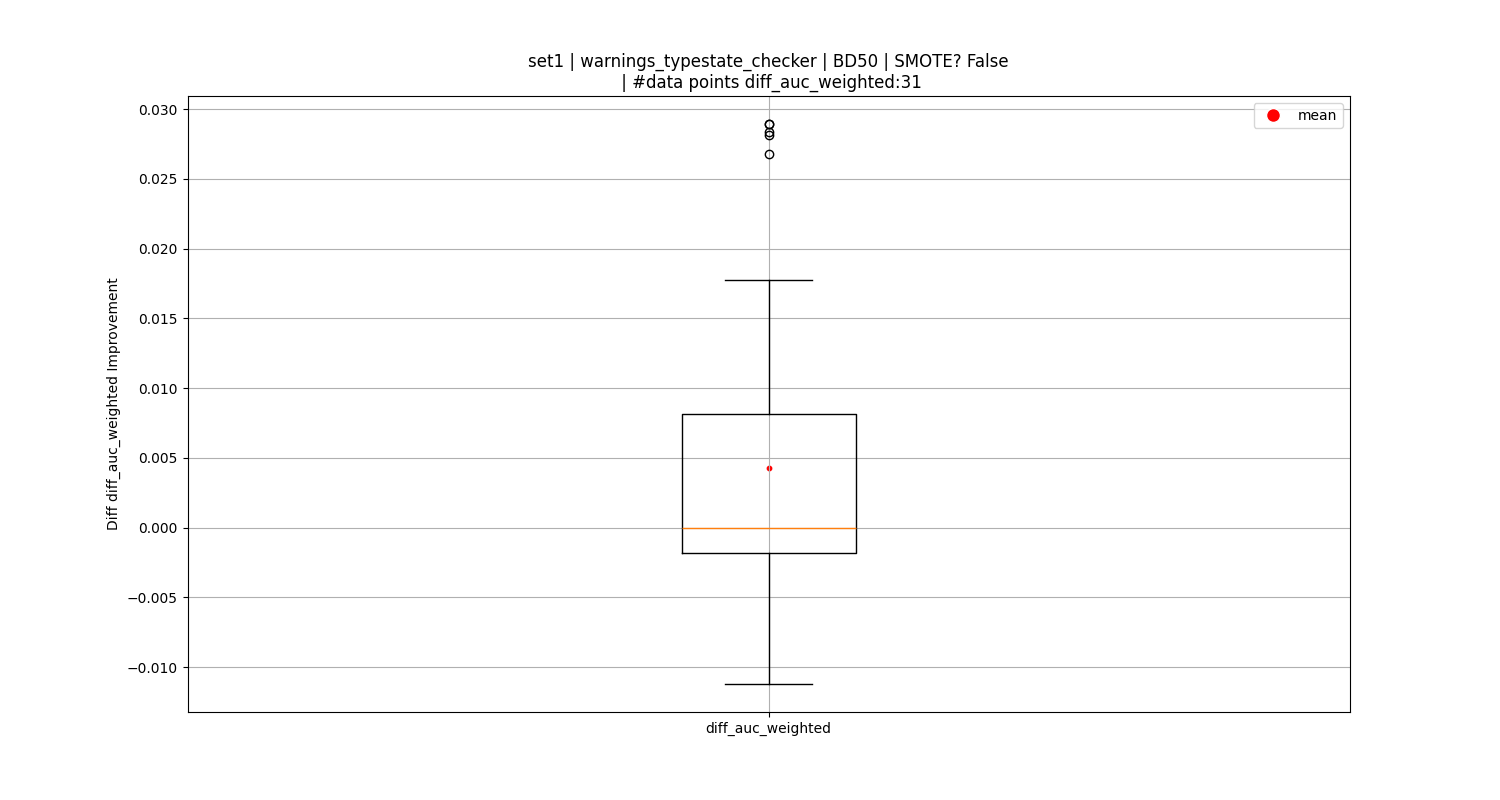 set1 | warnings_typestate_checker | BD50 | SMOTE? False
| #data points diff_auc_weighted:31
mean
0.030
0.025
0.020
0.015
0.010
0.005
0.000
−0.005
−0.010
Diff diff_auc_weighted Improvement
diff_auc_weighted